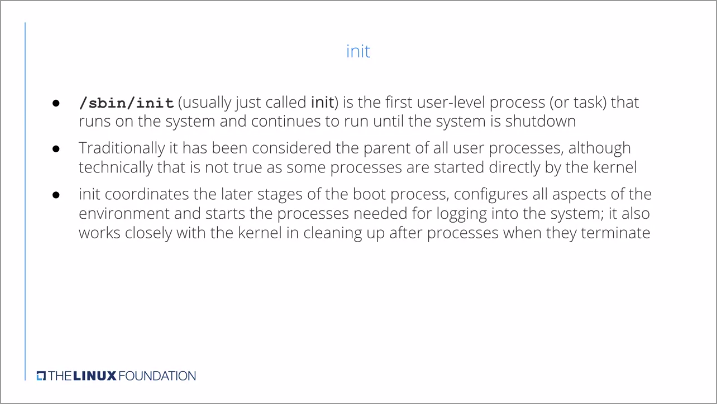 init
● /sbin/init (usually just called init) is the first user-level process (or task) that
runs on the system and continues to run until the system is shutdown
● Traditionally it has been considered the parent of all user processes, although
technically that is not true as some processes are started directly by the kernel
● init coordinates the later stages of the boot process, configures all aspects of the
environment and starts the processes needed for logging into the system; it also
works closely with the kernel in cleaning up after processes when they terminate
THE LINUX FOUNDATION